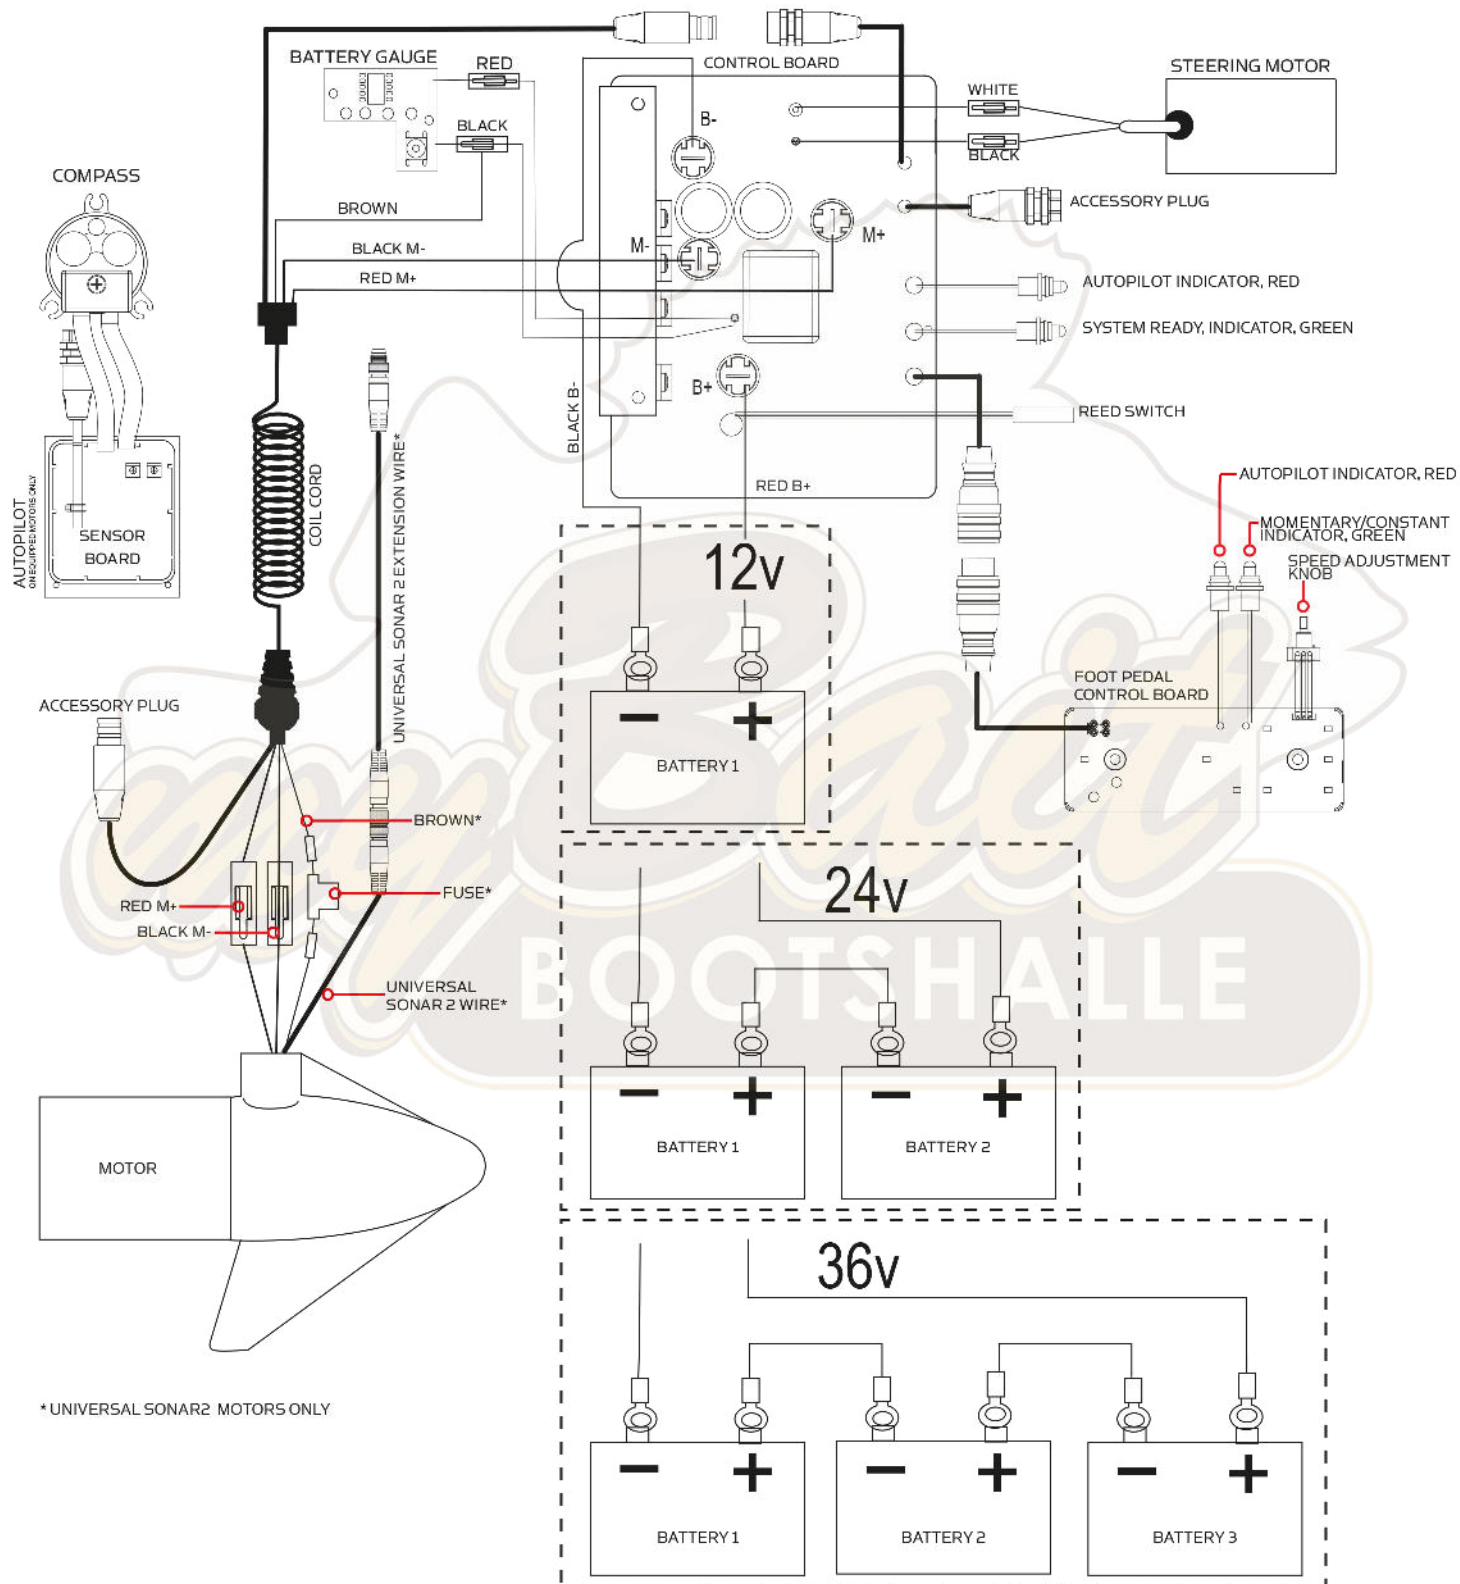 BATTERY GAUGE
RED
CONTROL BOARD
STEERING MOTOR
WHITE
BLACK
BLACK
B-
COMPASS
BROWN
ACCESSORY PLUG
BLACK M-
M-
M+
RED M+
AUTOPILOT INDICATOR, RED
SYSTEM READY, INDICATOR, GREEN
B+
BLACK B-
REED SWITCH
UNIVERSAL SONAR 2 EXTENSION WIRE*
COIL CORD
RED B+
AUTOPILOT
ON EQUIPPED MOTORS ONLY
SENSOR
BOARD
AUTOPILOT INDICATOR, RED
MOMENTARY/CONSTANT
INDICATOR, GREEN
SPEED ADJUSTMENT
KNOB
12v
FOOT PEDAL
CONTROL BOARD
ACCESSORY PLUG
- +
BATTERY 1
BROWN*
FUSE*
RED M+
BLACK M-
24v
UNIVERSAL
SONAR 2 WIRE*
- + - +
BATTERY 1
BATTERY 2
MOTOR
36v
* UNIVERSAL SONAR2 MOTORS ONLY
- + - + - +
BATTERY 1
BATTERY 2
BATTERY 3
myBait
BOOTSHALLE